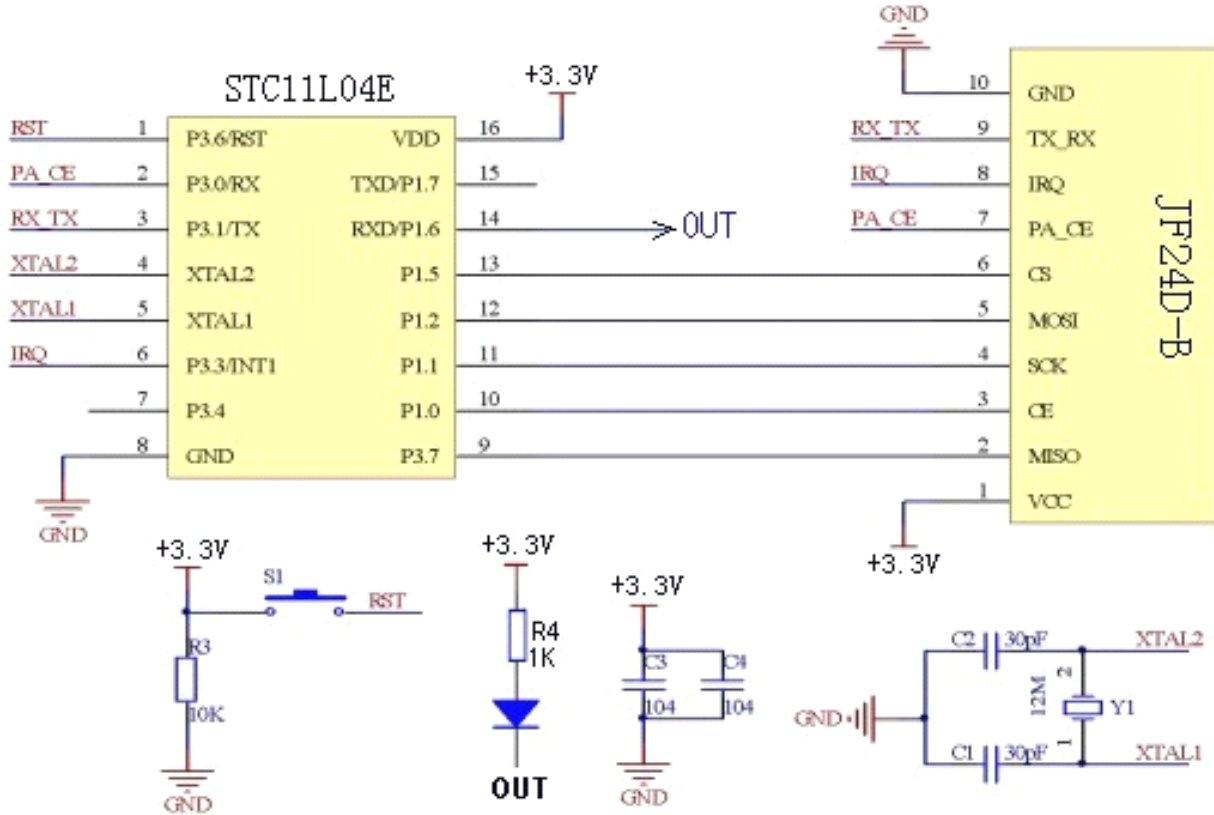 GND
STC11L04E
+3.3V
RST 1 P3.6/RST VDD 16
PA_CE 2 P3.0/RX TXD/P1.7 15
RX_TX 3 P3.1/TX RXD/P1.6 14 OUT
XTAL2 4 XTAL2 P1.5 13
XTAL1 5 XTAL1 P1.2 12
IRQ 6 P3.3/INT1 P1.1 11
7 P3.4 P1.0 10
8 GND P3.7 9
GND
10 GND
RX_TX 9 TX_RX
IRQ 8 IRQ
PA_CE 7 PA_CE
6 CS
5 MOSI
4 SCK
3 CE
2 MISO
1 VCC
JF24D-B
+3.3V
+3.3V
S1
RST
R3
10K
GND
+3.3V
R4
1K
OUT
+3.3V
C3 C4
104 104
GND
C2 30pF XTAL2
2
GND 12M Y1
1
C1 30pF XTAL1